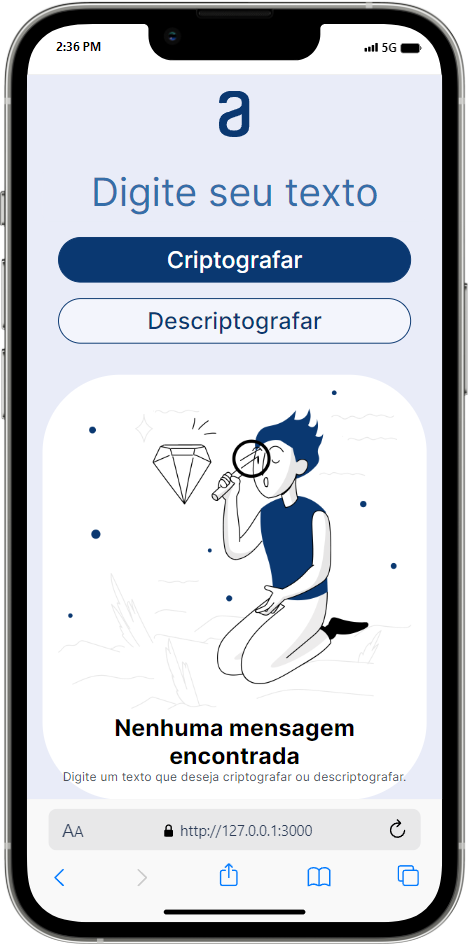 2:36 PM
5G
a
Digite seu texto
Criptografar
Descriptografar
Nenhuma mensagem
encontrada
Digite um texto que deseja criptografar ou descriptografar.
AA
http://127.0.0.1:3000